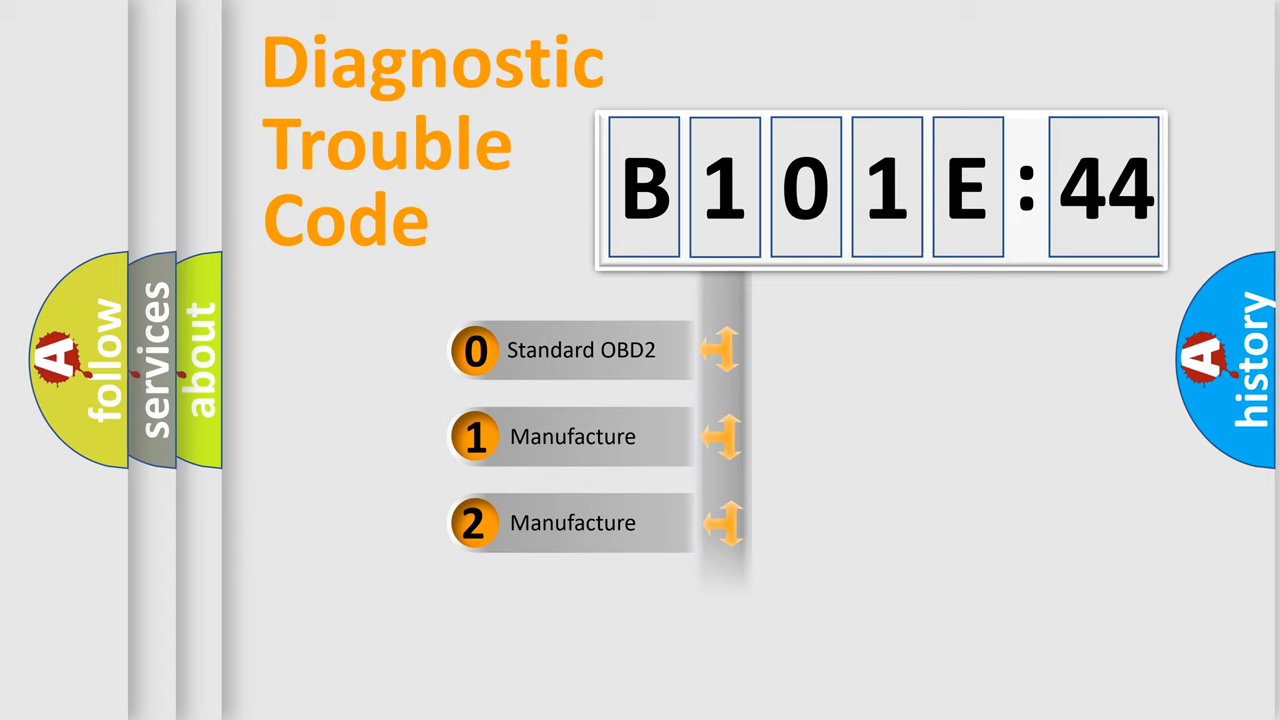 Diagnostic
Trouble
Code
B 1 0 1 E : 44
0 Standard OBD2
1 Manufacture
2 Manufacture
A follow
services
about
A history